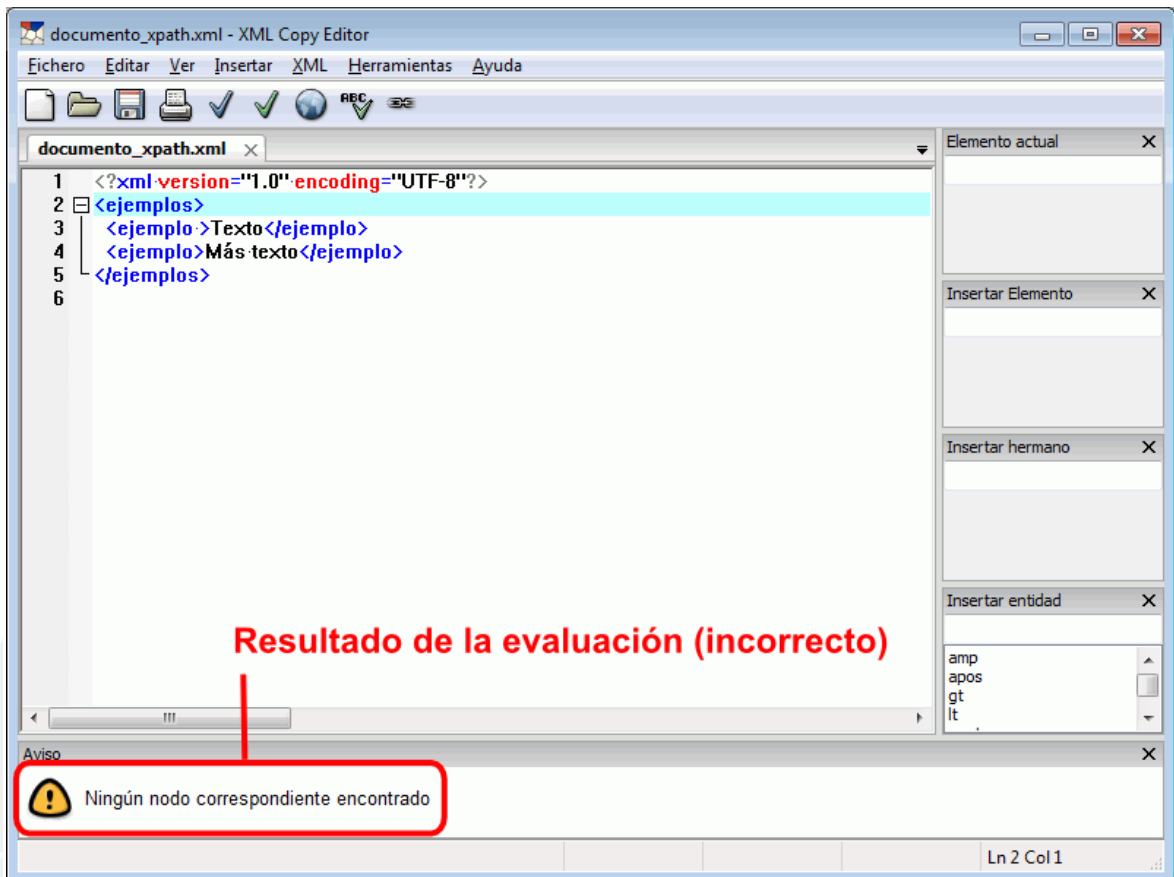 documento_xpath.xml - XML Copy Editor
Fichero Editar Ver Insertar XML Herramientas Ayuda
ABC
documento_xpath.xml
1 <?xml version="1.0" encoding="UTF-8"?>
2 <ejemplos>
3 <ejemplo >Texto</ejemplo>
4 <ejemplo>Más texto</ejemplo>
5 </ejemplos>
6
Elemento actual
Insertar Elemento
Insertar hermano
Insertar entidad
amp
apos
gt
lt
Resultado de la evaluación (incorrecto)
Aviso
Ningún nodo correspondiente encontrado
Ln 2 Col 1